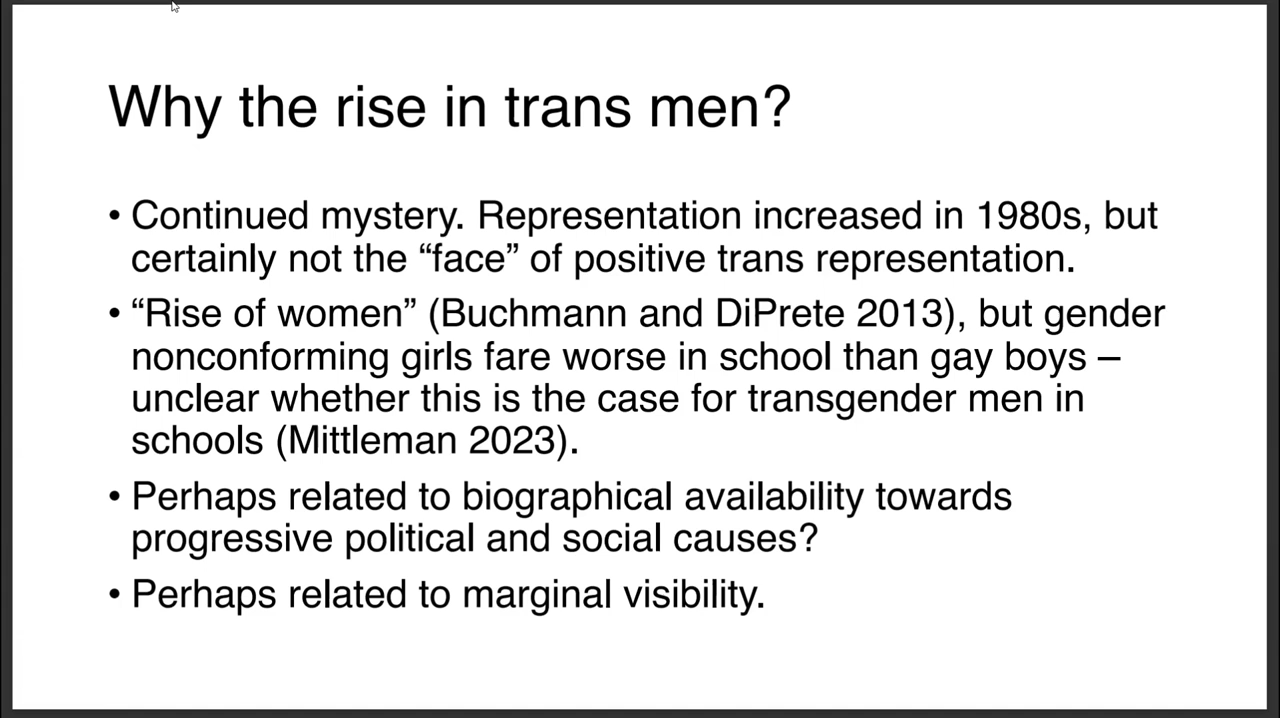 Why the rise in trans men?
• Continued mystery. Representation increased in 1980s, but
certainly not the “face” of positive trans representation.
• “Rise of women” (Buchmann and DiPrete 2013), but gender
nonconforming girls fare worse in school than gay boys –
unclear whether this is the case for transgender men in
schools (Mittleman 2023).
• Perhaps related to biographical availability towards
progressive political and social causes?
• Perhaps related to marginal visibility.